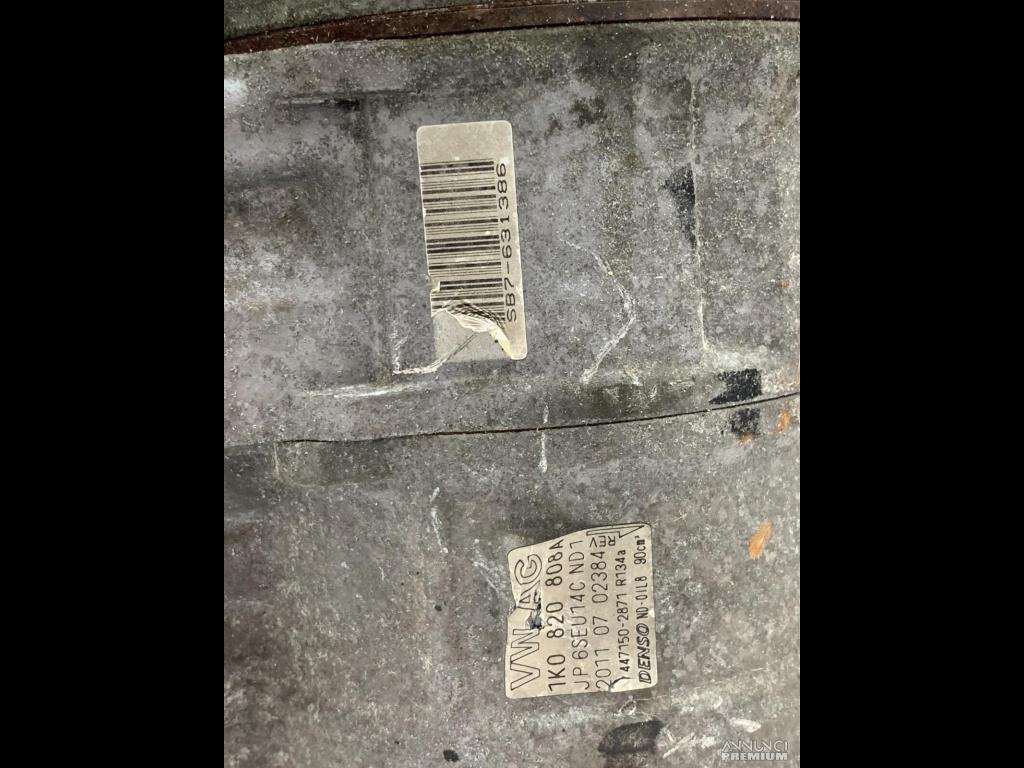 SB7-631386
VW AG
1K0 820 808A
JP 6SEU14C ND1
2011 07 02384
447150-2871 R134a
DENSO ND-OIL8 90cm³
ANNUNCI
PREMIUM